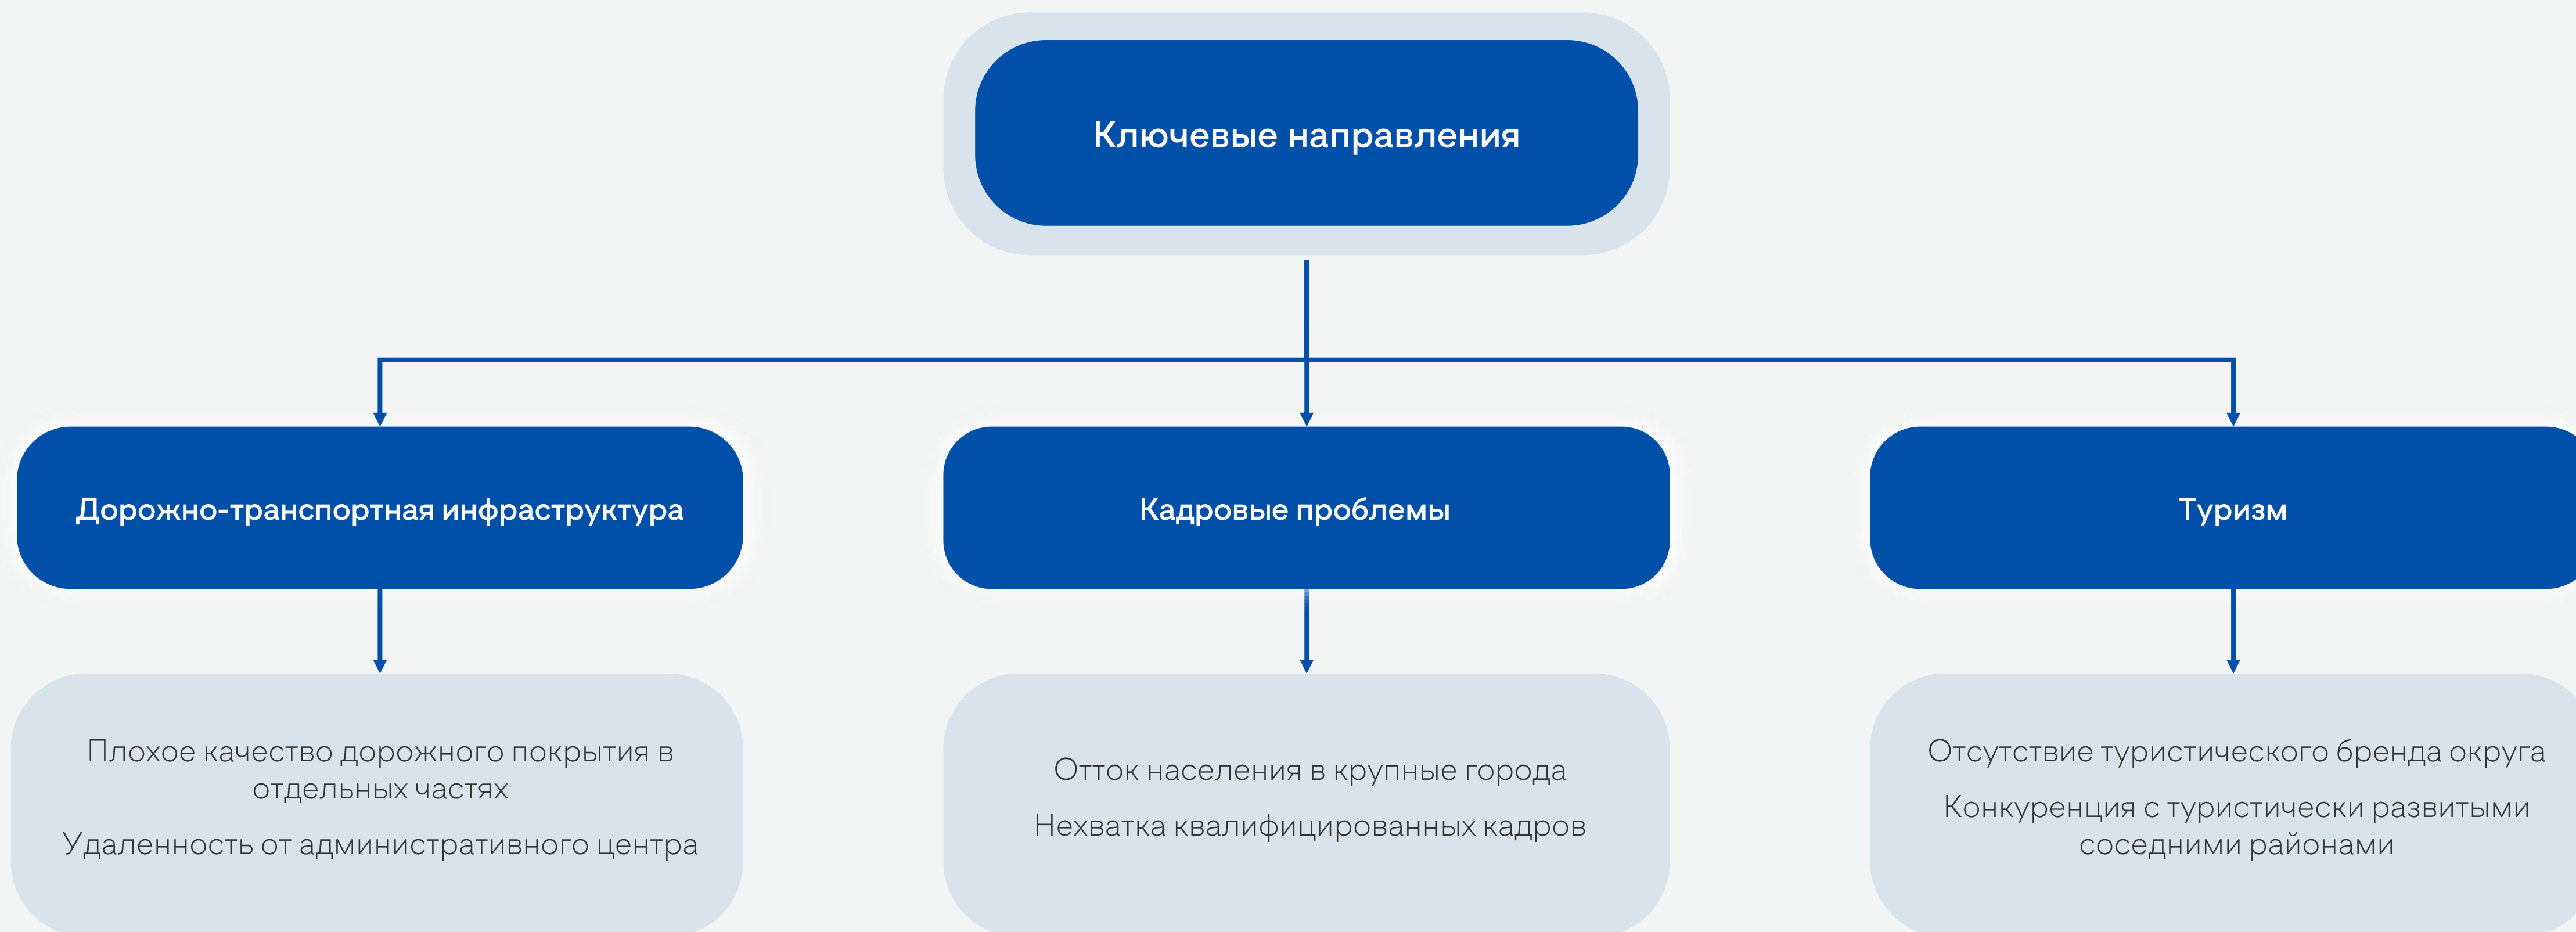 Ключевые направления
Дорожно-транспортная инфраструктура
Кадровые проблемы
Туризм
Плохое качество дорожного покрытия в
отдельных частях
Удаленность от административного центра
Отток населения в крупные города
Нехватка квалифицированных кадров
Отсутствие туристического бренда округа
Конкуренция с туристически развитыми
соседними районами